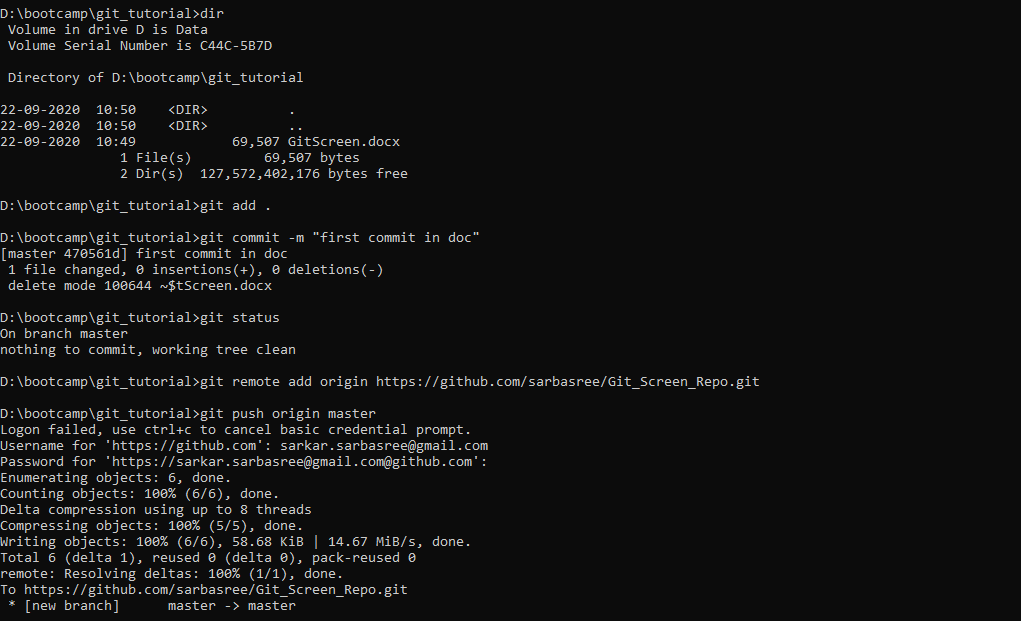 D:\bootcamp\git_tutorial>dir
 Volume in drive D is Data
 Volume Serial Number is C44C-5B7D
 Directory of D:\bootcamp\git_tutorial
22-09-2020  10:50    <DIR>          .
22-09-2020  10:50    <DIR>          ..
22-09-2020  10:49            69,507 GitScreen.docx
               1 File(s)         69,507 bytes
               2 Dir(s)  127,572,402,176 bytes free
D:\bootcamp\git_tutorial>git add .
D:\bootcamp\git_tutorial>git commit -m "first commit in doc"
[master 470561d] first commit in doc
 1 file changed, 0 insertions(+), 0 deletions(-)
 delete mode 100644 ~$tScreen.docx
D:\bootcamp\git_tutorial>git status
On branch master
nothing to commit, working tree clean
D:\bootcamp\git_tutorial>git remote add origin https://github.com/sarbasree/Git_Screen_Repo.git
D:\bootcamp\git_tutorial>git push origin master
Logon failed, use ctrl+c to cancel basic credential prompt.
Username for 'https://github.com': sarkar.sarbasree@gmail.com
Password for 'https://sarkar.sarbasree@gmail.com@github.com':
Enumerating objects: 6, done.
Counting objects: 100% (6/6), done.
Delta compression using up to 8 threads
Compressing objects: 100% (5/5), done.
Writing objects: 100% (6/6), 58.68 KiB | 14.67 MiB/s, done.
Total 6 (delta 1), reused 0 (delta 0), pack-reused 0
remote: Resolving deltas: 100% (1/1), done.
To https://github.com/sarbasree/Git_Screen_Repo.git
 * [new branch]      master -> master